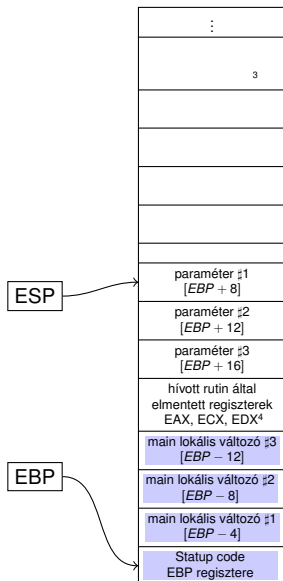 ⋮
3
ESP
paraméter ♯1
[EBP + 8]
paraméter ♯2
[EBP + 12]
paraméter ♯3
[EBP + 16]
hívott rutin által
elmentett regiszterek
EAX, ECX, EDX⁴
main lokális változó ♯3
[EBP − 12]
EBP
main lokális változó ♯2
[EBP − 8]
main lokális változó ♯1
[EBP − 4]
Statup code
EBP regisztere